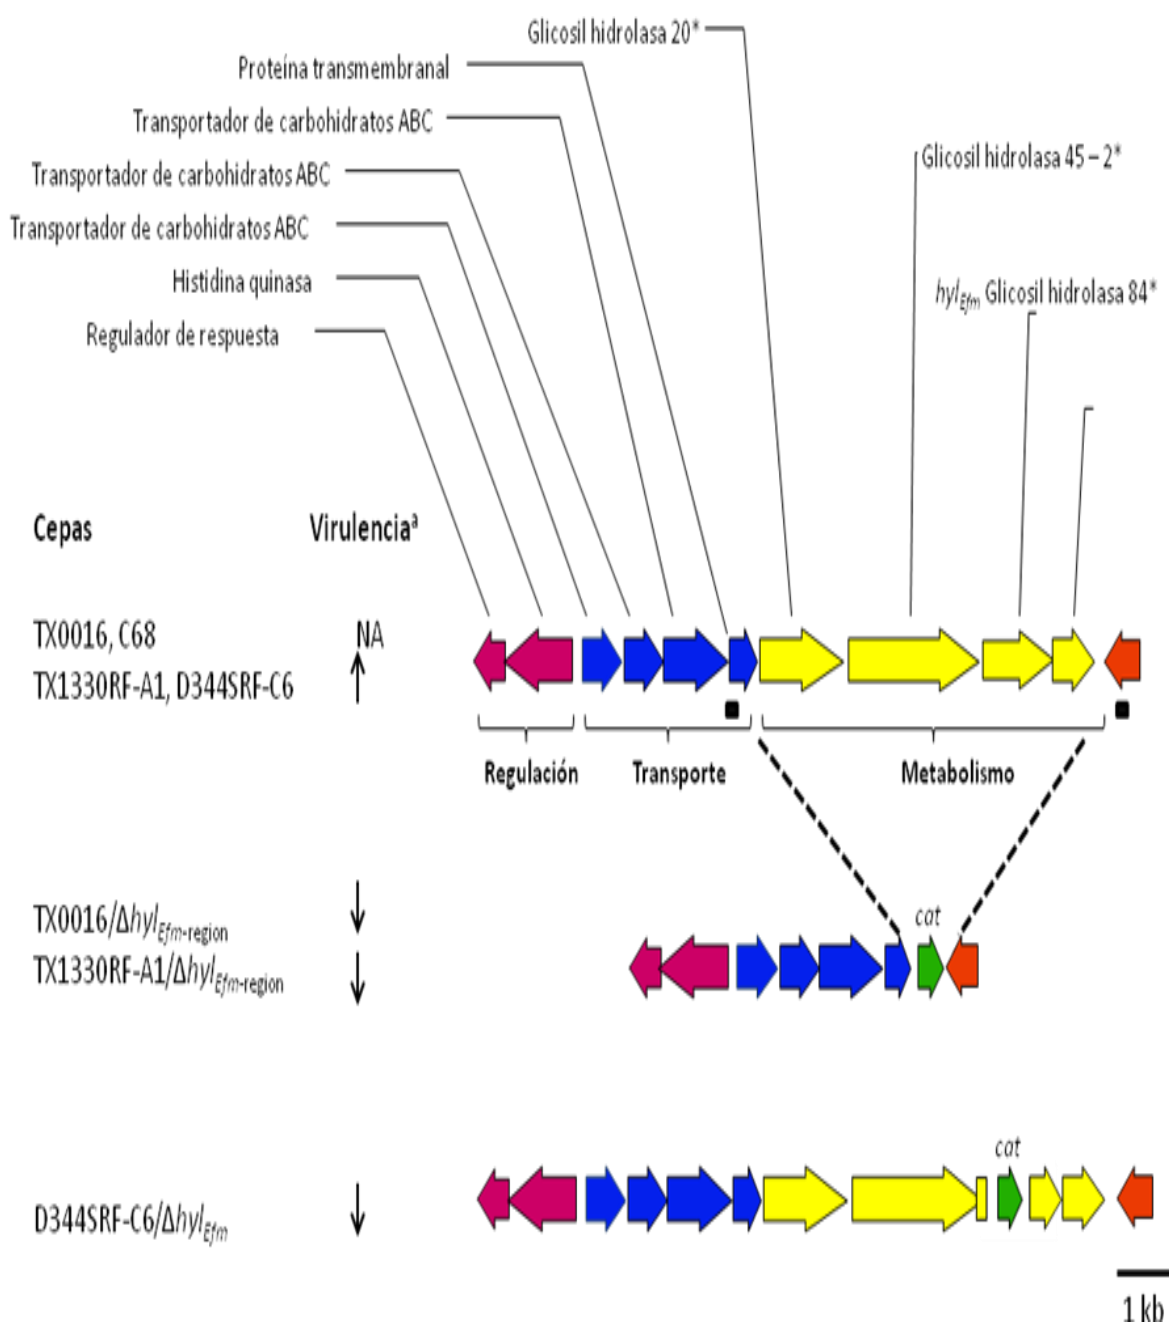 Glicosil hidrolasa 20*
Proteína transmembranal
Transportador de carbohidratos ABC
Glicosil hidrolasa 45 – 2*
Transportador de carbohidratos ABC
Transportador de carbohidratos ABC
Histidina quinasa
hylEfm Glicosil hidrolasa 84*
Regulador de respuesta
Cepas Virulenciaª
TX0016, C68 NA
TX1330RF-A1, D344SRF-C6
Regulación Transporte Metabolismo
cat
TX0016/ΔhylEfm-region
TX1330RF-A1/ΔhylEfm-region
cat
D344SRF-C6/ΔhylEfm
1 kb